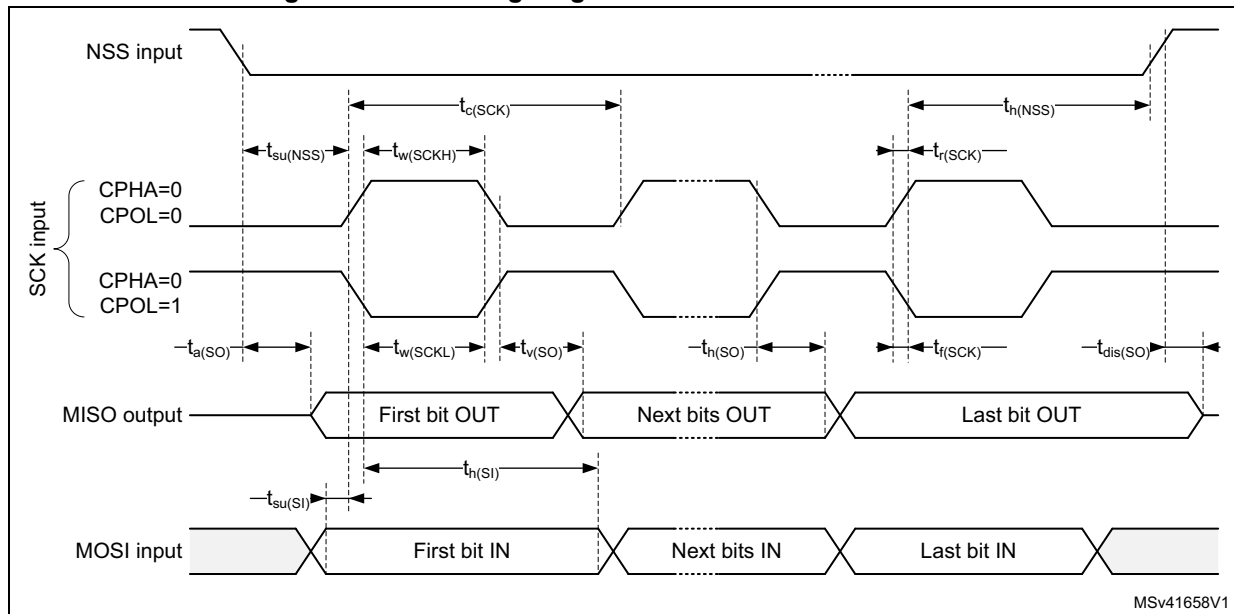 NSS input
tc(SCK)
th(NSS)
tsu(NSS)
tw(SCKH)
tr(SCK)
SCK input
CPHA=0
CPOL=0
CPHA=0
CPOL=1
ta(SO)
tw(SCKL)
tv(SO)
th(SO)
tf(SCK)
tdis(SO)
MISO output
First bit OUT
Next bits OUT
Last bit OUT
th(SI)
tsu(SI)
MOSI input
First bit IN
Next bits IN
Last bit IN
MSv41658V1